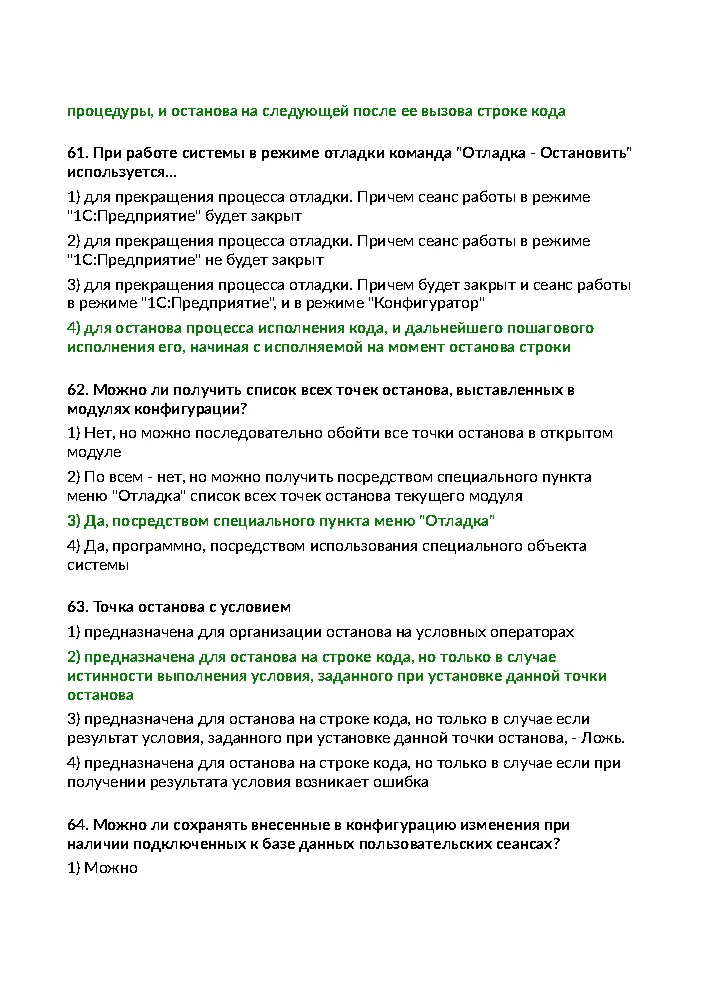 процедуры, и останова на следующей после ее вызова строке кода
61. При работе системы в режиме отладки команда "Отладка - Остановить"
используется...
1) для прекращения процесса отладки. Причем сеанс работы в режиме
"1С:Предприятие" будет закрыт
2) для прекращения процесса отладки. Причем сеанс работы в режиме
"1С:Предприятие" не будет закрыт
3) для прекращения процесса отладки. Причем будет закрыт и сеанс работы
в режиме "1С:Предприятие", и в режиме "Конфигуратор"
4) для останова процесса исполнения кода, и дальнейшего пошагового
исполнения его, начиная с исполняемой на момент останова строки
62. Можно ли получить список всех точек останова, выставленных в
модулях конфигурации?
1) Нет, но можно последовательно обойти все точки останова в открытом
модуле
2) По всем - нет, но можно получить посредством специального пункта
меню "Отладка" список всех точек останова текущего модуля
3) Да, посредством специального пункта меню "Отладка"
4) Да, программно, посредством использования специального объекта
системы
63. Точка останова с условием
1) предназначена для организации останова на условных операторах
2) предназначена для останова на строке кода, но только в случае
истинности выполнения условия, заданного при установке данной точки
останова
3) предназначена для останова на строке кода, но только в случае если
результат условия, заданного при установке данной точки останова, - Ложь.
4) предназначена для останова на строке кода, но только в случае если при
получении результата условия возникает ошибка
64. Можно ли сохранять внесенные в конфигурацию изменения при
наличии подключенных к базе данных пользовательских сеансах?
1) Можно